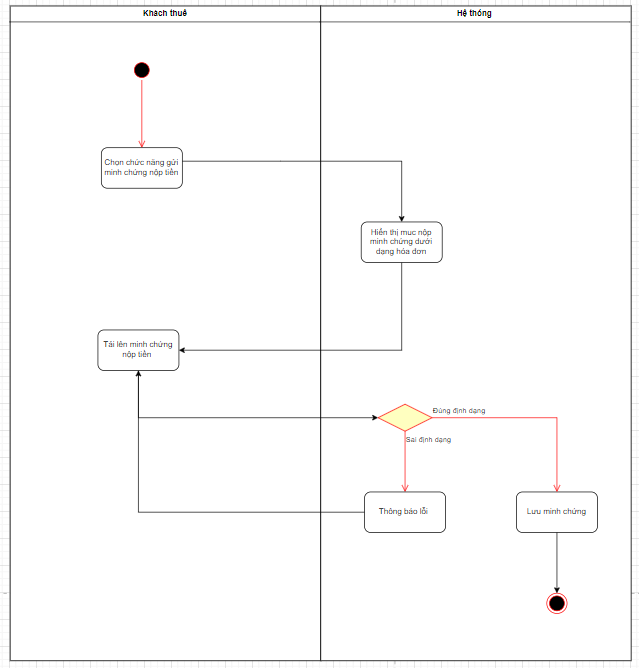 Khách thuê
Hệ thống
Chọn chức năng gửi
minh chứng nộp tiền
Hiển thị muc nộp
minh chứng dưới
dạng hóa đơn
Tải lên minh chứng
nộp tiền
Đúng định dạng
Sai định dạng
Thông báo lỗi
Lưu minh chứng